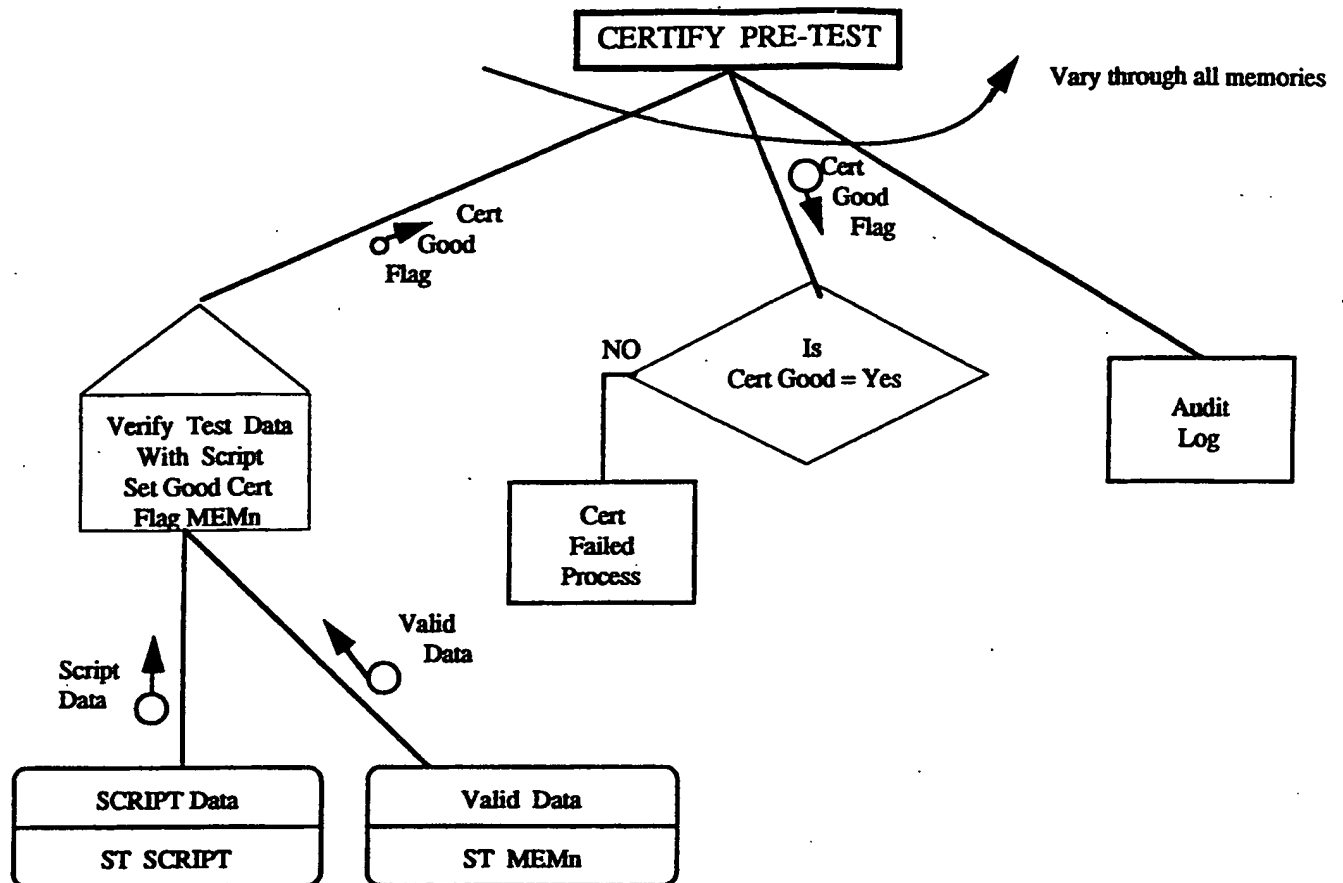 CERTIFY PRE-TEST
Vary through all memories
Cert
Good
Flag
Cert
Good
Flag
NO
Is
Cert Good = Yes
Audit
Log
Verify Test Data
With Script
Set Good Cert
Flag MEMn
Cert
Failed
Process
Script
Data
Valid
Data
SCRIPT Data
ST SCRIPT
Valid Data
ST MEMn